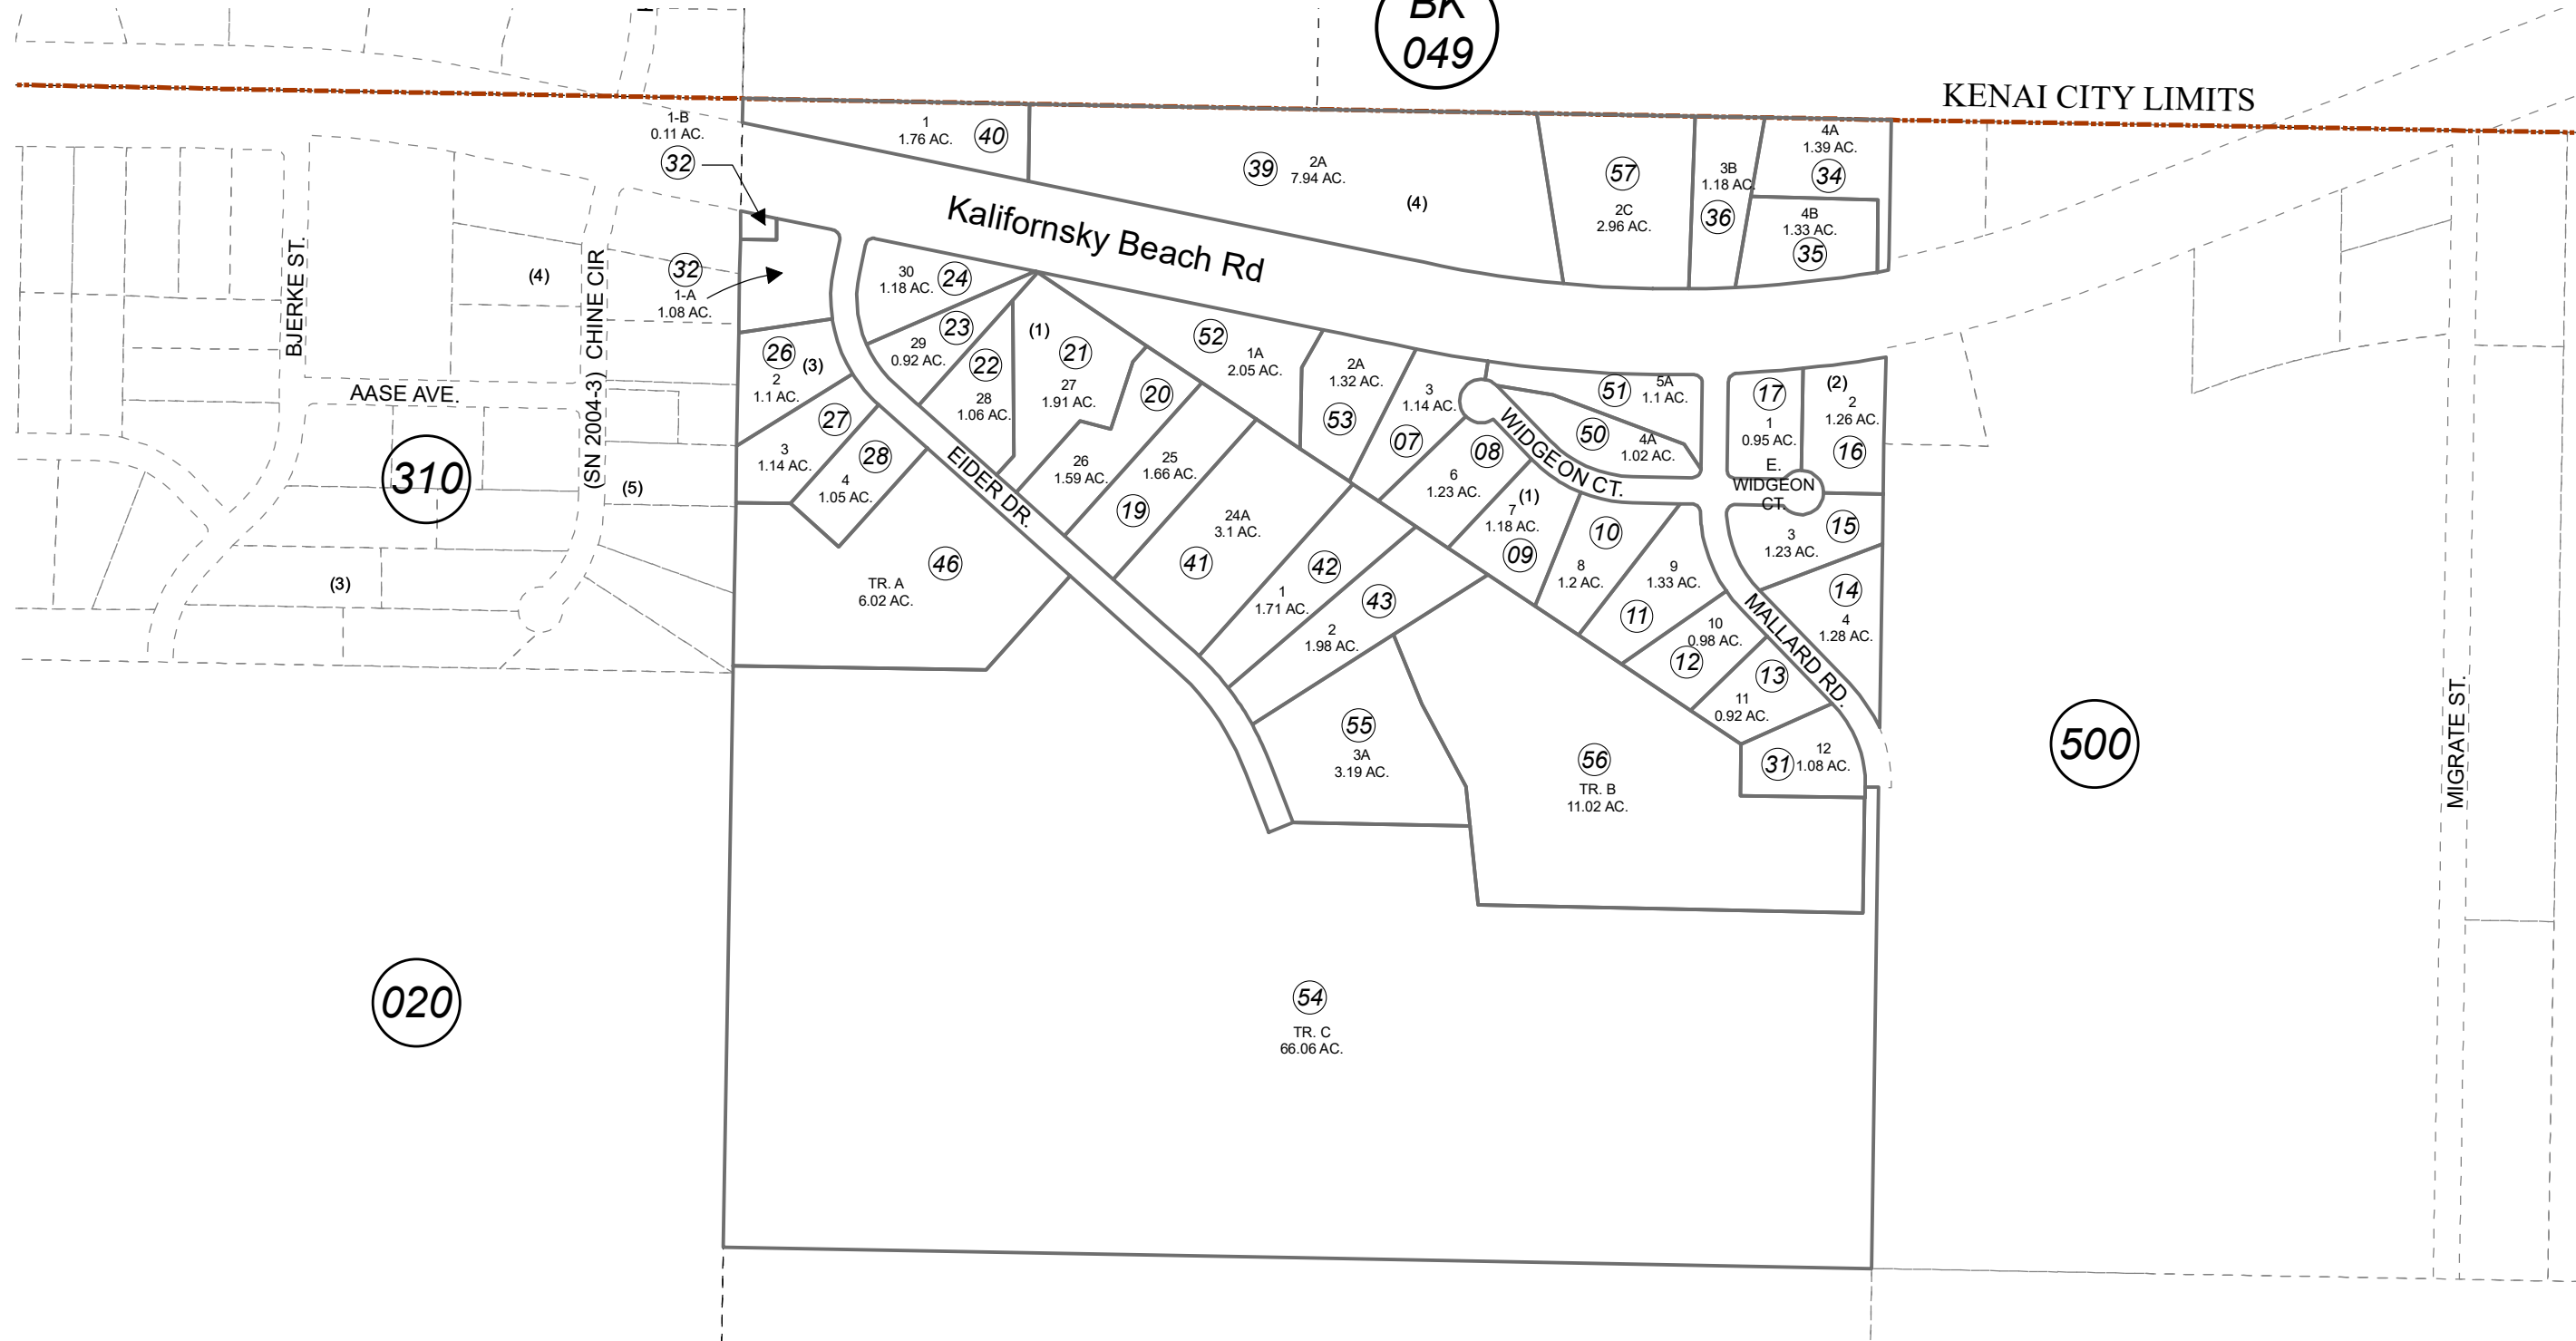 BK
049
KENAI CITY LIMITS
1-B
0.11 AC.
32
1
1.76 AC.
40
39
2A
7.94 AC.
(4)
57
2C
2.96 AC.
3B
1.18 AC.
36
4A
1.39 AC.
34
4B
1.33 AC.
35
Kalifornsky Beach Rd
BJERKE ST.
(4)
(SN 2004-3) CHINE CIR
32
1-A
1.08 AC.
30
1.18 AC.
24
23
29
0.92 AC.
22
28
1.06 AC.
(1)
21
27
1.91 AC.
20
26
1.59 AC.
25
1.66 AC.
19
52
1A
2.05 AC.
2A
1.32 AC.
53
3
1.14 AC.
07
51
5A
1.1 AC.
50
4A
1.02 AC.
WIDGEON CT.
17
1
0.95 AC.
(2)
2
1.26 AC.
16
E.
WIDGEON
CT.
26
(3)
2
1.1 AC.
27
3
1.14 AC.
28
4
1.05 AC.
AASE AVE.
310
(5)
(3)
EIDER DR.
08
6
1.23 AC.
(1)
7
1.18 AC.
09
10
8
1.2 AC.
9
1.33 AC.
11
3
1.23 AC.
15
14
4
1.28 AC.
MALLARD RD.
10
0.98 AC.
12
13
11
0.92 AC.
31
12
1.08 AC.
46
TR. A
6.02 AC.
24A
3.1 AC.
41
42
1
1.71 AC.
43
2
1.98 AC.
55
3A
3.19 AC.
56
TR. B
11.02 AC.
500
MIGRATE ST.
020
54
TR. C
66.06 AC.